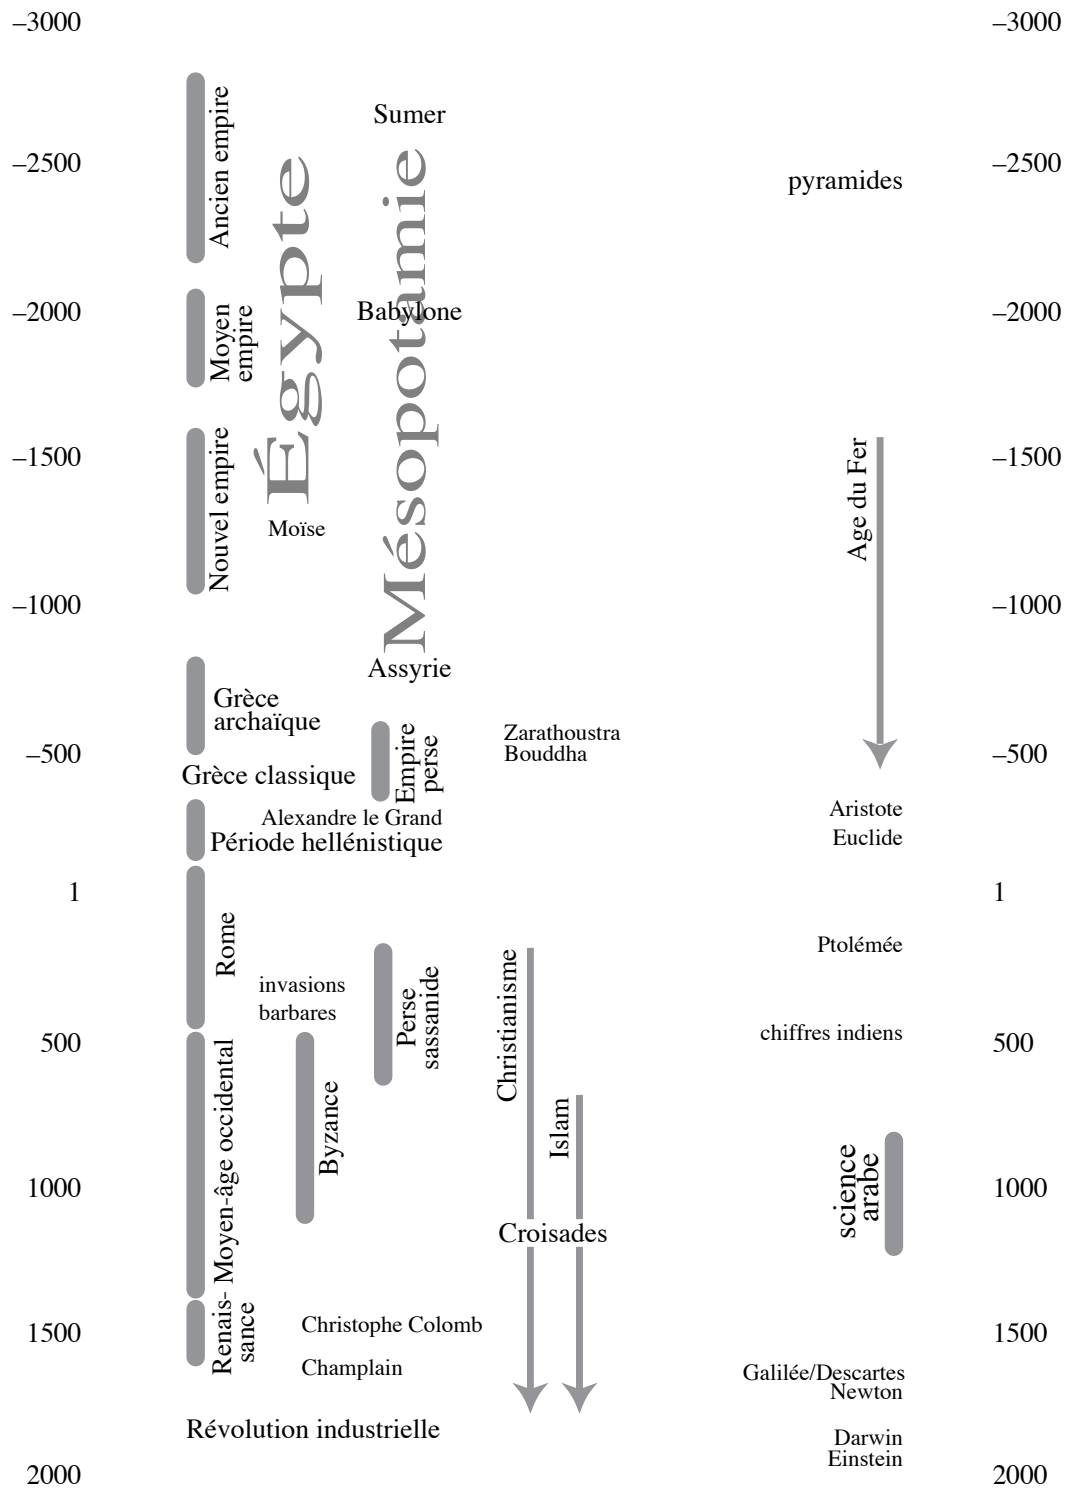 –3000
–3000
Sumer
Ancien empire
–2500
–2500
pyramides
Égypte
Mésopotamie
–2000
Babylone
–2000
Moyen
empire
–1500
–1500
Age du Fer
Nouvel empire
Moïse
–1000
–1000
Assyrie
Grèce
archaïque
Empire
perse
Zarathoustra
Bouddha
–500
–500
Grèce classique
Alexandre le Grand
Aristote
Période hellénistique
Euclide
1
1
Rome
Ptolémée
invasions
barbares
Perse
sassanide
Christianisme
chiffres indiens
500
500
Moyen-âge occidental
Byzance
Islam
science
arabe
1000
1000
Croisades
Renais-
sance
Christophe Colomb
1500
1500
Champlain
Galilée/Descartes
Newton
Révolution industrielle
Darwin
Einstein
2000
2000